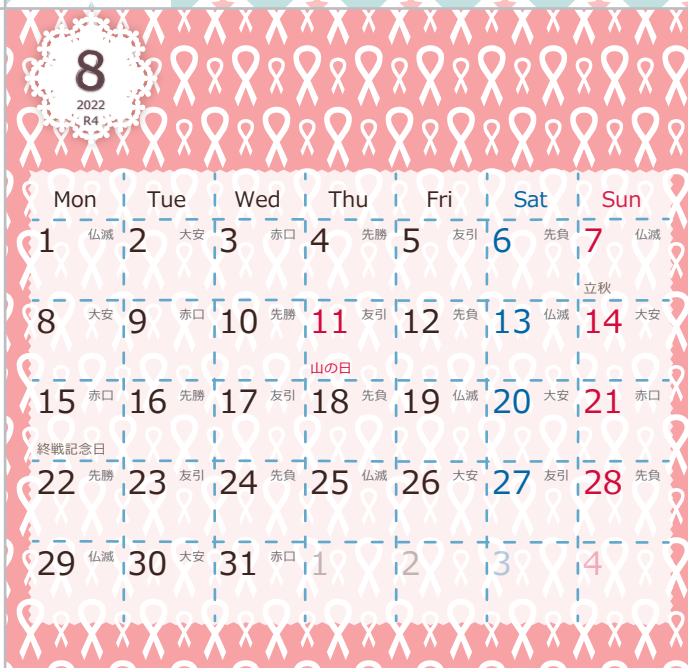 8
2022
R4
Mon Tue Wed Thu Fri Sat Sun
1 仏滅 2 大安 3 赤口 4 先勝 5 友引 6 先負 7 仏滅
立秋
8 大安 9 赤口 10 先勝 11 友引 12 先負 13 仏滅 14 大安
山の日
15 赤口 16 先勝 17 友引 18 先負 19 仏滅 20 大安 21 赤口
終戦記念日
22 先勝 23 友引 24 先負 25 仏滅 26 大安 27 友引 28 先負
29 仏滅 30 大安 31 赤口 1 2 3 4